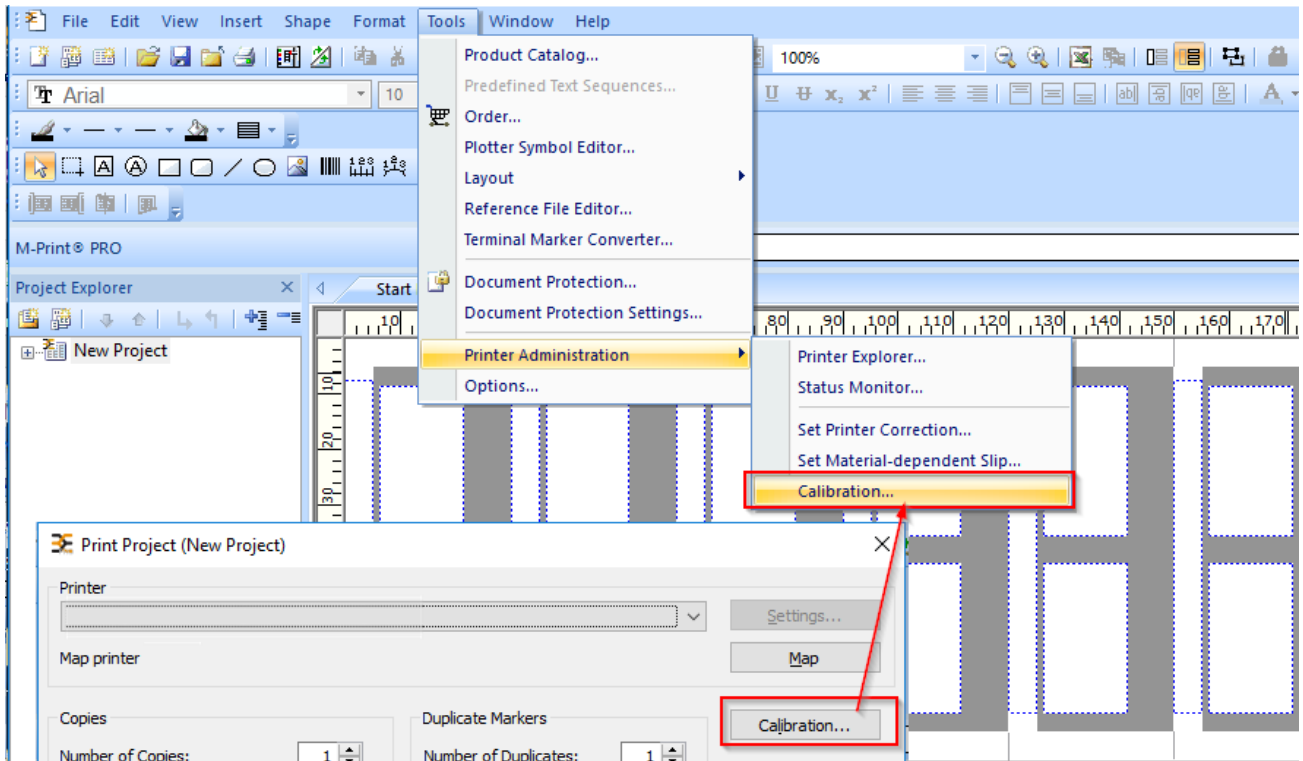 File Edit View Insert Shape Format Tools Window Help
Product Catalog...
100%
Predefined Text Sequences...
Arial
10
Order...
Plotter Symbol Editor...
Layout
Reference File Editor...
Terminal Marker Converter...
M-Print® PRO
Document Protection...
Project Explorer
Start
Document Protection Settings...
10 80 90 100 110 120 130 140 150 160 170
New Project
Printer Administration
Printer Explorer...
10
Options...
Status Monitor...
Set Printer Correction...
20
Set Material-dependent Slip...
30
Calibration...
Print Project (New Project)
Printer
Settings...
Map printer
Map
Copies
Duplicate Markers
Calibration...
Number of Copies: 1
Number of Duplicates: 1